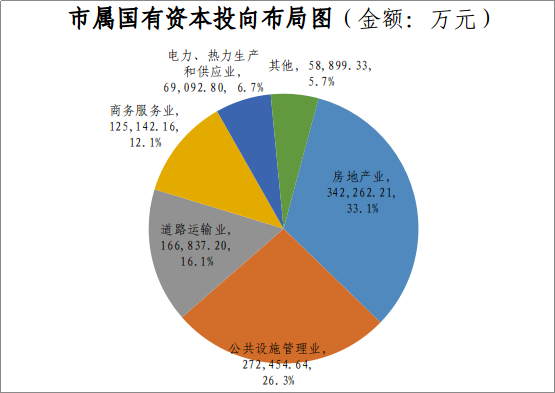 市属国有资本投向布局图（金额：万元）
电力、热力生产
和供应业，
69,092.80， 6.7%
其他，58,899.33，
5.7%
商务服务业，
125,142.16，
12.1%
房地产业，
342,262.21，
33.1%
道路运输业，
166,837.20，
16.1%
公共设施管理业，
272,454.64，
26.3%